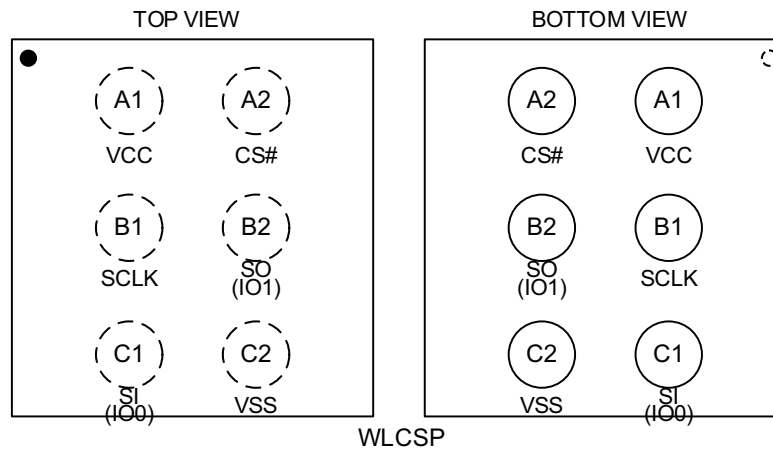 TOP VIEW
BOTTOM VIEW
A1 A2
VCC CS#
B1 B2
SCLK SO
(IO1)
C1 C2
SI VSS
(IO0)
A2 A1
CS# VCC
B2 B1
SO SCLK
(IO1)
C2 C1
VSS SI
(IO0)
WLCSP